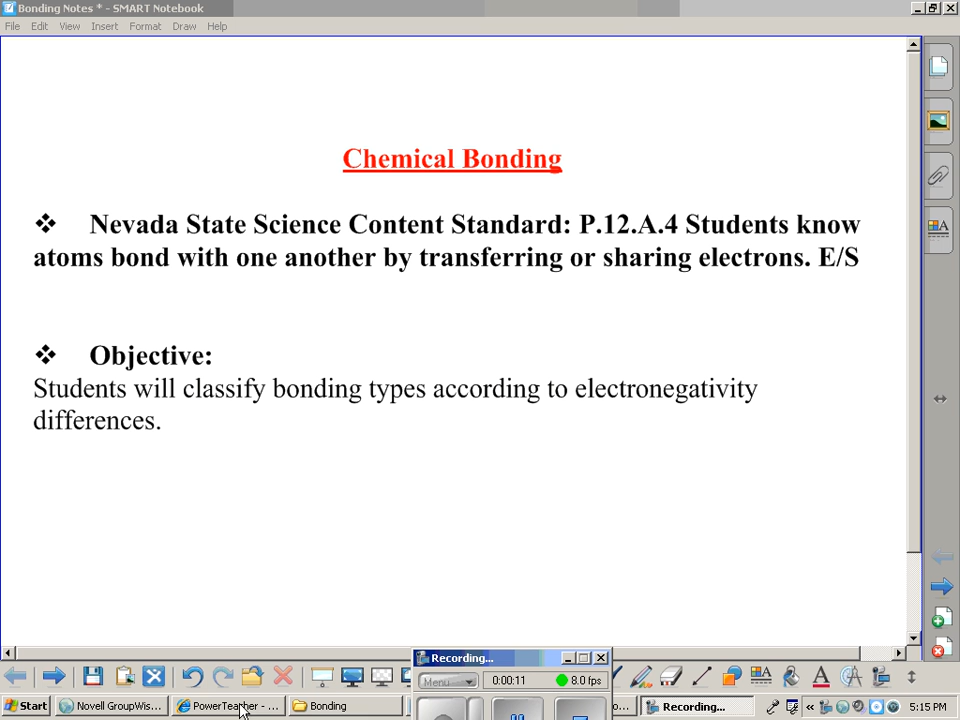 Bonding Notes * - SMART Notebook
File Edit View Insert Format Draw Help
Chemical Bonding
❖ Nevada State Science Content Standard: P.12.A.4 Students know
atoms bond with one another by transferring or sharing electrons. E/S
❖ Objective:
Students will classify bonding types according to electronegativity
differences.
Recording...
Menu 0:00:11 8.0 fps
Start Novell GroupWis... PowerTeacher - ... Bonding Recording... « 5:15 PM